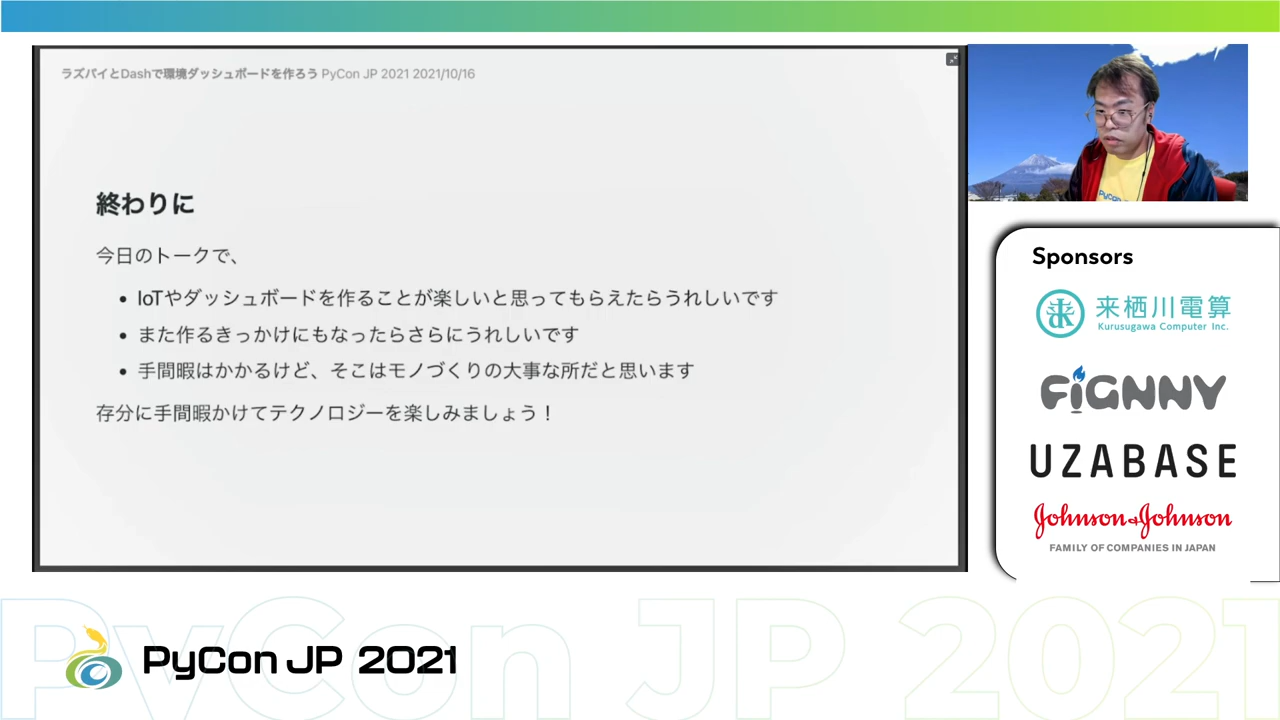 ラズパイとDashで環境ダッシュボードを作ろう PyCon JP 2021 2021/10/16
終わりに
今日のトークで、
• IoTやダッシュボードを作ることが楽しいと思ってもらえたらうれしいです
• また作るきっかけにもなったらさらにうれしいです
• 手間暇はかかるけど、そこはモノづくりの大事な所だと思います
存分に手間暇かけてテクノロジーを楽しみましょう！
Sponsors
来栖川電算
Kurusugawa Computer Inc.
FiGNNY
UZABASE
Johnson & Johnson
FAMILY OF COMPANIES IN JAPAN
PyCon JP 2021
PyCon JP 2021